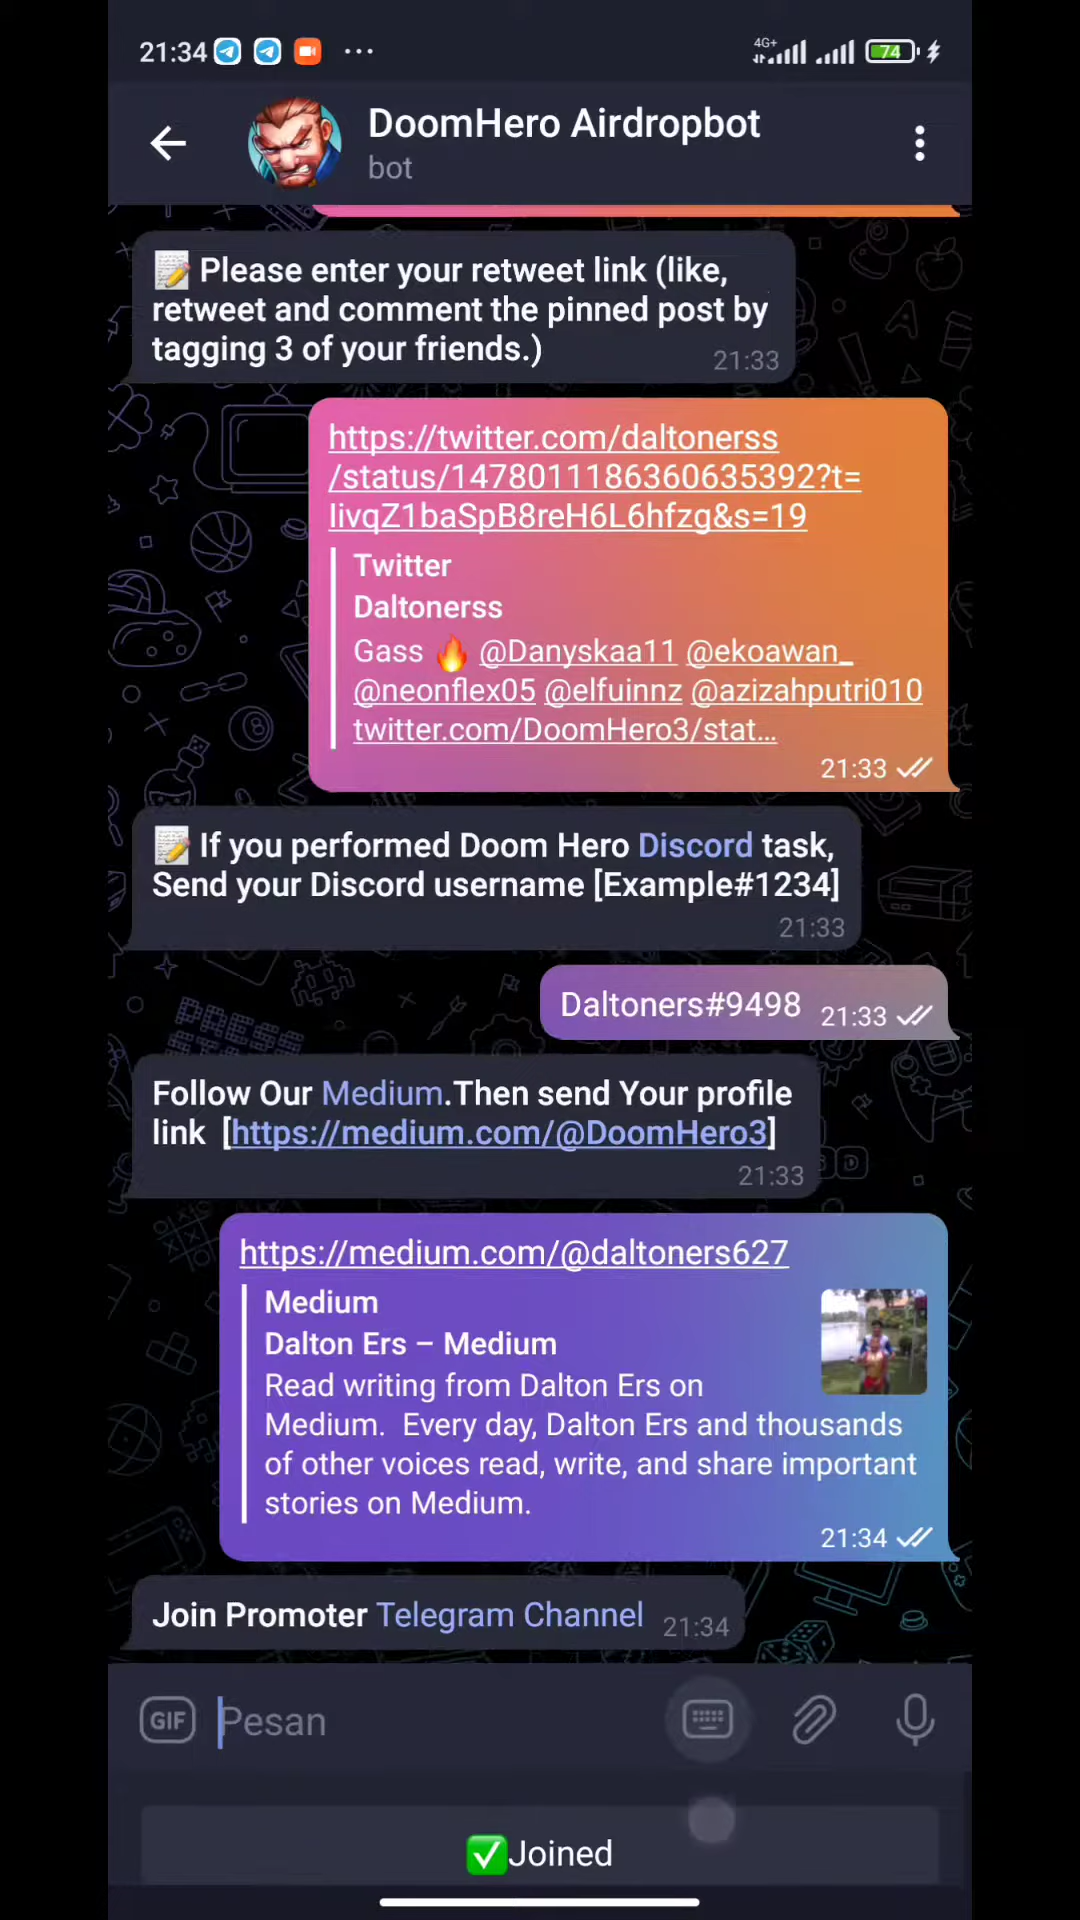 21:34
4G+
74
DoomHero Airdropbot
bot
📝 Please enter your retweet link (like,
retweet and comment the pinned post by
tagging 3 of your friends.)
21:33
https://twitter.com/daltonerss
/status/1478011186360635392?t=
IivqZ1baSpB8reH6L6hfzg&s=19
Twitter
Daltonerss
Gass 🔥 @Danyskaa11 @ekoawan_
@neonflex05 @elfuinnz @azizahputri010
twitter.com/DoomHero3/stat...
21:33
📝 If you performed Doom Hero Discord task,
Send your Discord username [Example#1234]
21:33
Daltoners#9498 21:33
Follow Our Medium.Then send Your profile
link [https://medium.com/@DoomHero3]
21:33
https://medium.com/@daltoners627
Medium
Dalton Ers – Medium
Read writing from Dalton Ers on
Medium. Every day, Dalton Ers and thousands
of other voices read, write, and share important
stories on Medium.
21:34
Join Promoter Telegram Channel 21:34
GIF Pesan
✅Joined